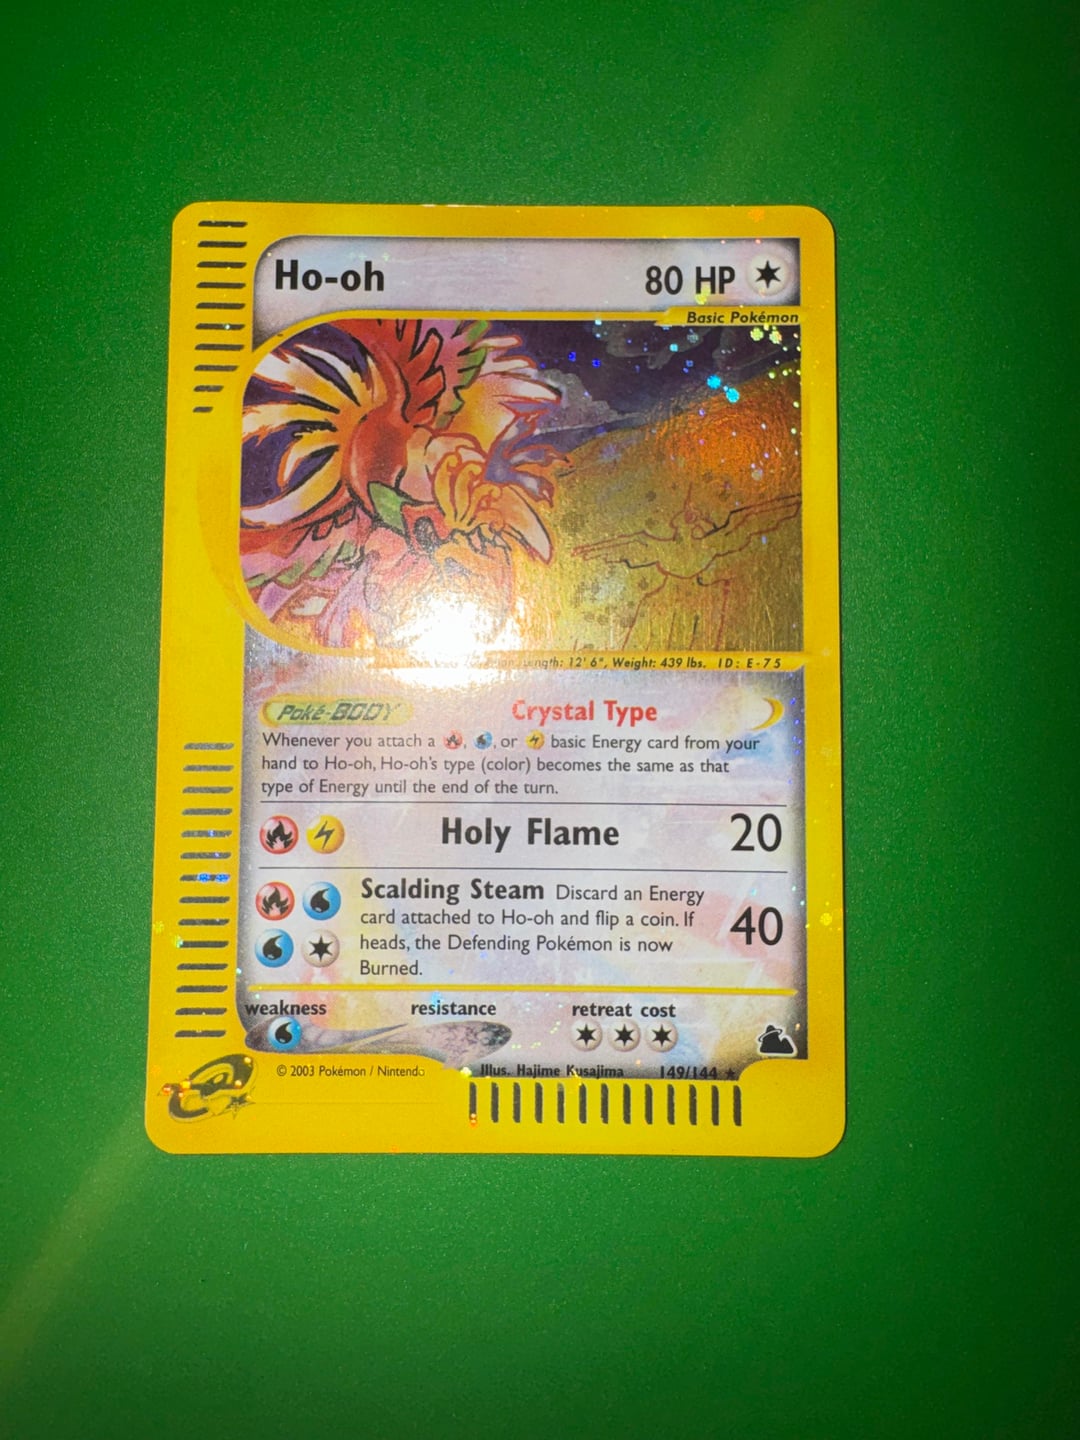 Ho-oh 80 HP
Basic Pokémon
Length: 12' 6", Weight: 439 lbs. ID: E-75
Poké-BODY Crystal Type
Whenever you attach a , , or basic Energy card from your
hand to Ho-oh, Ho-oh's type (color) becomes the same as that
type of Energy until the end of the turn.
Holy Flame 20
Scalding Steam Discard an Energy
card attached to Ho-oh and flip a coin. If
heads, the Defending Pokémon is now
Burned.
40
weakness resistance retreat cost
© 2003 Pokémon / Nintendo Illus. Hajime Kusajima 149/144 ★